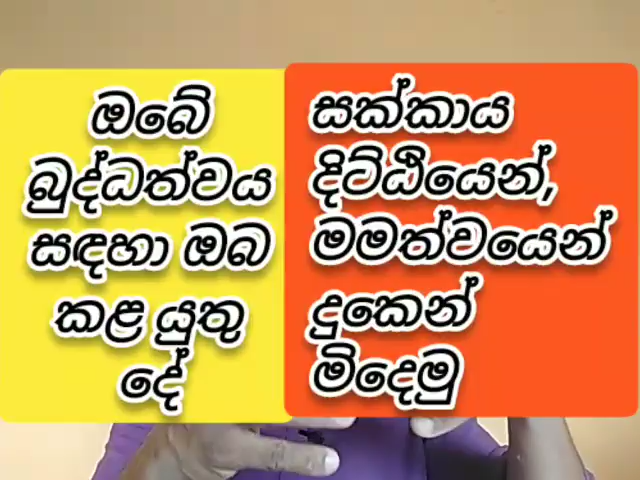 ඔබේ
බුද්ධත්වය
සඳහා ඔබ
කළ යුතු
දේ
සක්කාය
දිට්ඨියෙන්,
මමත්වයෙන්
දුකෙන්
මිදෙමු